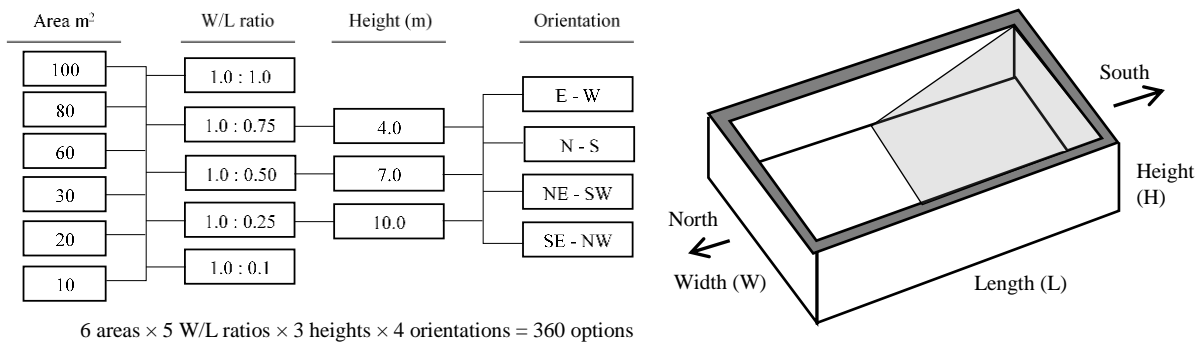 Area m²
W/L ratio
Height (m)
Orientation
100
80
60
30
20
10
1.0 : 1.0
1.0 : 0.75
1.0 : 0.50
1.0 : 0.25
1.0 : 0.1
4.0
7.0
10.0
E - W
N - S
NE - SW
SE - NW
6 areas × 5 W/L ratios × 3 heights × 4 orientations = 360 options
South
Height
(H)
North
Width (W)
Length (L)